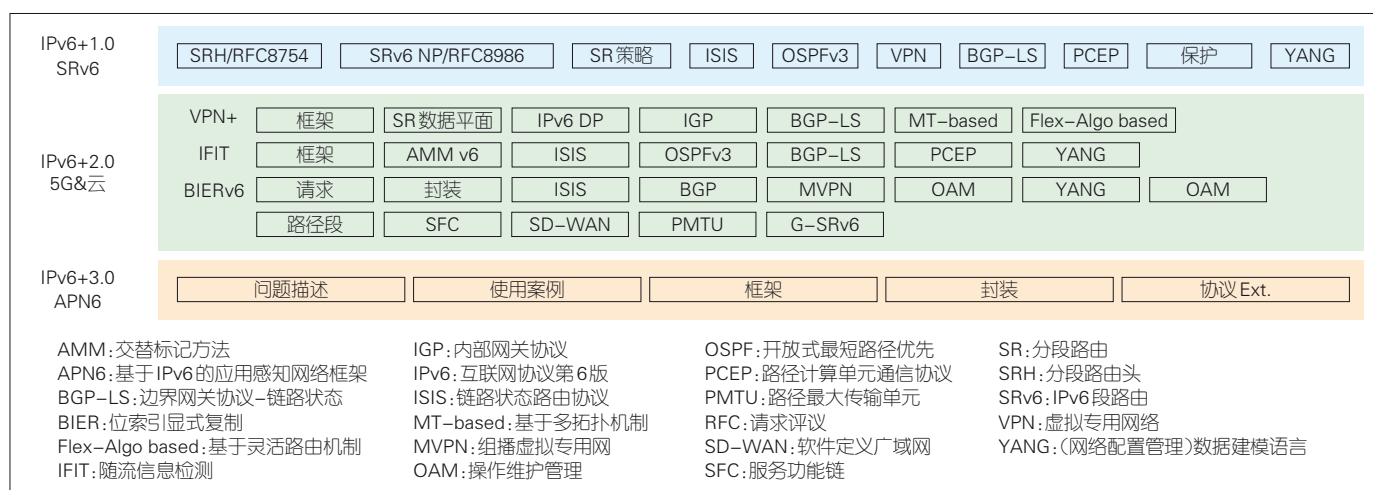 IPv6+1.0
SRv6
SRH/RFC8754 SRv6 NP/RFC8986 SR策略 ISIS OSPFv3 VPN BGP-LS PCEP 保护 YANG
IPv6+2.0
5G&云
VPN+ 框架 SR数据平面 IPv6 DP IGP BGP-LS MT-based Flex-Algo based
IFIT 框架 AMM v6 ISIS OSPFv3 BGP-LS PCEP YANG
BIERv6 请求 封装 ISIS BGP MVPN OAM YANG OAM
路径段 SFC SD-WAN PMTU G-SRv6
IPv6+3.0
APN6
问题描述 使用案例 框架 封装 协议Ext.
AMM:交替标记方法
APN6:基于IPv6的应用感知网络框架
BGP-LS:边界网关协议-链路状态
BIER:位索引显式复制
Flex-Algo based:基于灵活路由机制
IFIT:随流信息检测
IGP:内部网关协议
IPv6:互联网协议第6版
ISIS:链路状态路由协议
MT-based:基于多拓扑机制
MVPN:组播虚拟专用网
OAM:操作维护管理
OSPF:开放式最短路径优先
PCEP:路径计算单元通信协议
PMTU:路径最大传输单元
RFC:请求评议
SD-WAN:软件定义广域网
SFC:服务功能链
SR:分段路由
SRH:分段路由头
SRv6:IPv6段路由
VPN:虚拟专用网络
YANG:(网络配置管理)数据建模语言